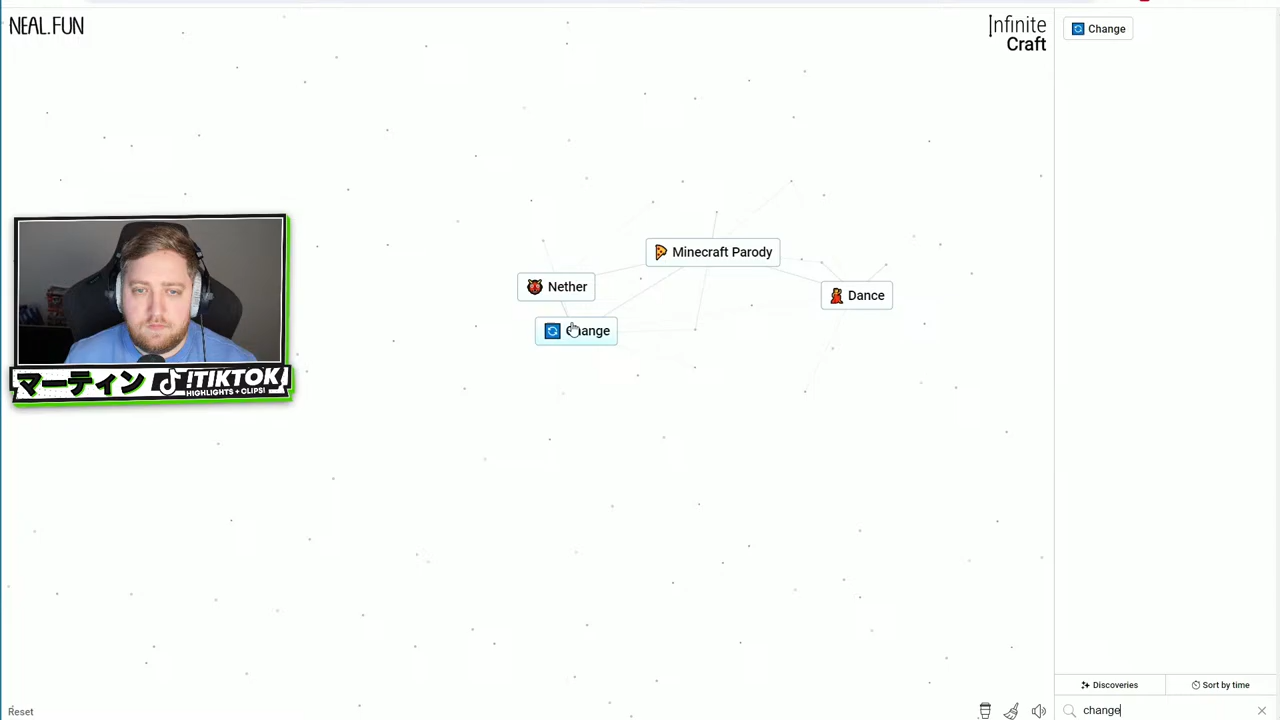 NEAL.FUN
Infinite
Craft
Change
Minecraft Parody
Nether
Dance
Change
マーティン
!TIKTOK
HIGHLIGHTS + CLIPS!
Discoveries
Sort by time
Reset
change